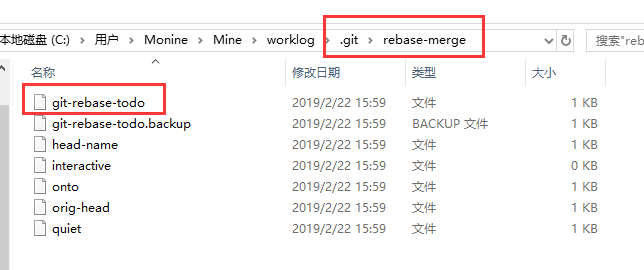 本地磁盘 (C:) › 用户 › Monine › Mine › worklog › .git › rebase-merge 搜索"reb
名称 修改日期 类型 大小
git-rebase-todo 2019/2/22 15:59 文件 1 KB
git-rebase-todo.backup 2019/2/22 15:59 BACKUP 文件 1 KB
head-name 2019/2/22 15:59 文件 1 KB
interactive 2019/2/22 15:59 文件 0 KB
onto 2019/2/22 15:59 文件 1 KB
orig-head 2019/2/22 15:59 文件 1 KB
quiet 2019/2/22 15:59 文件 1 KB